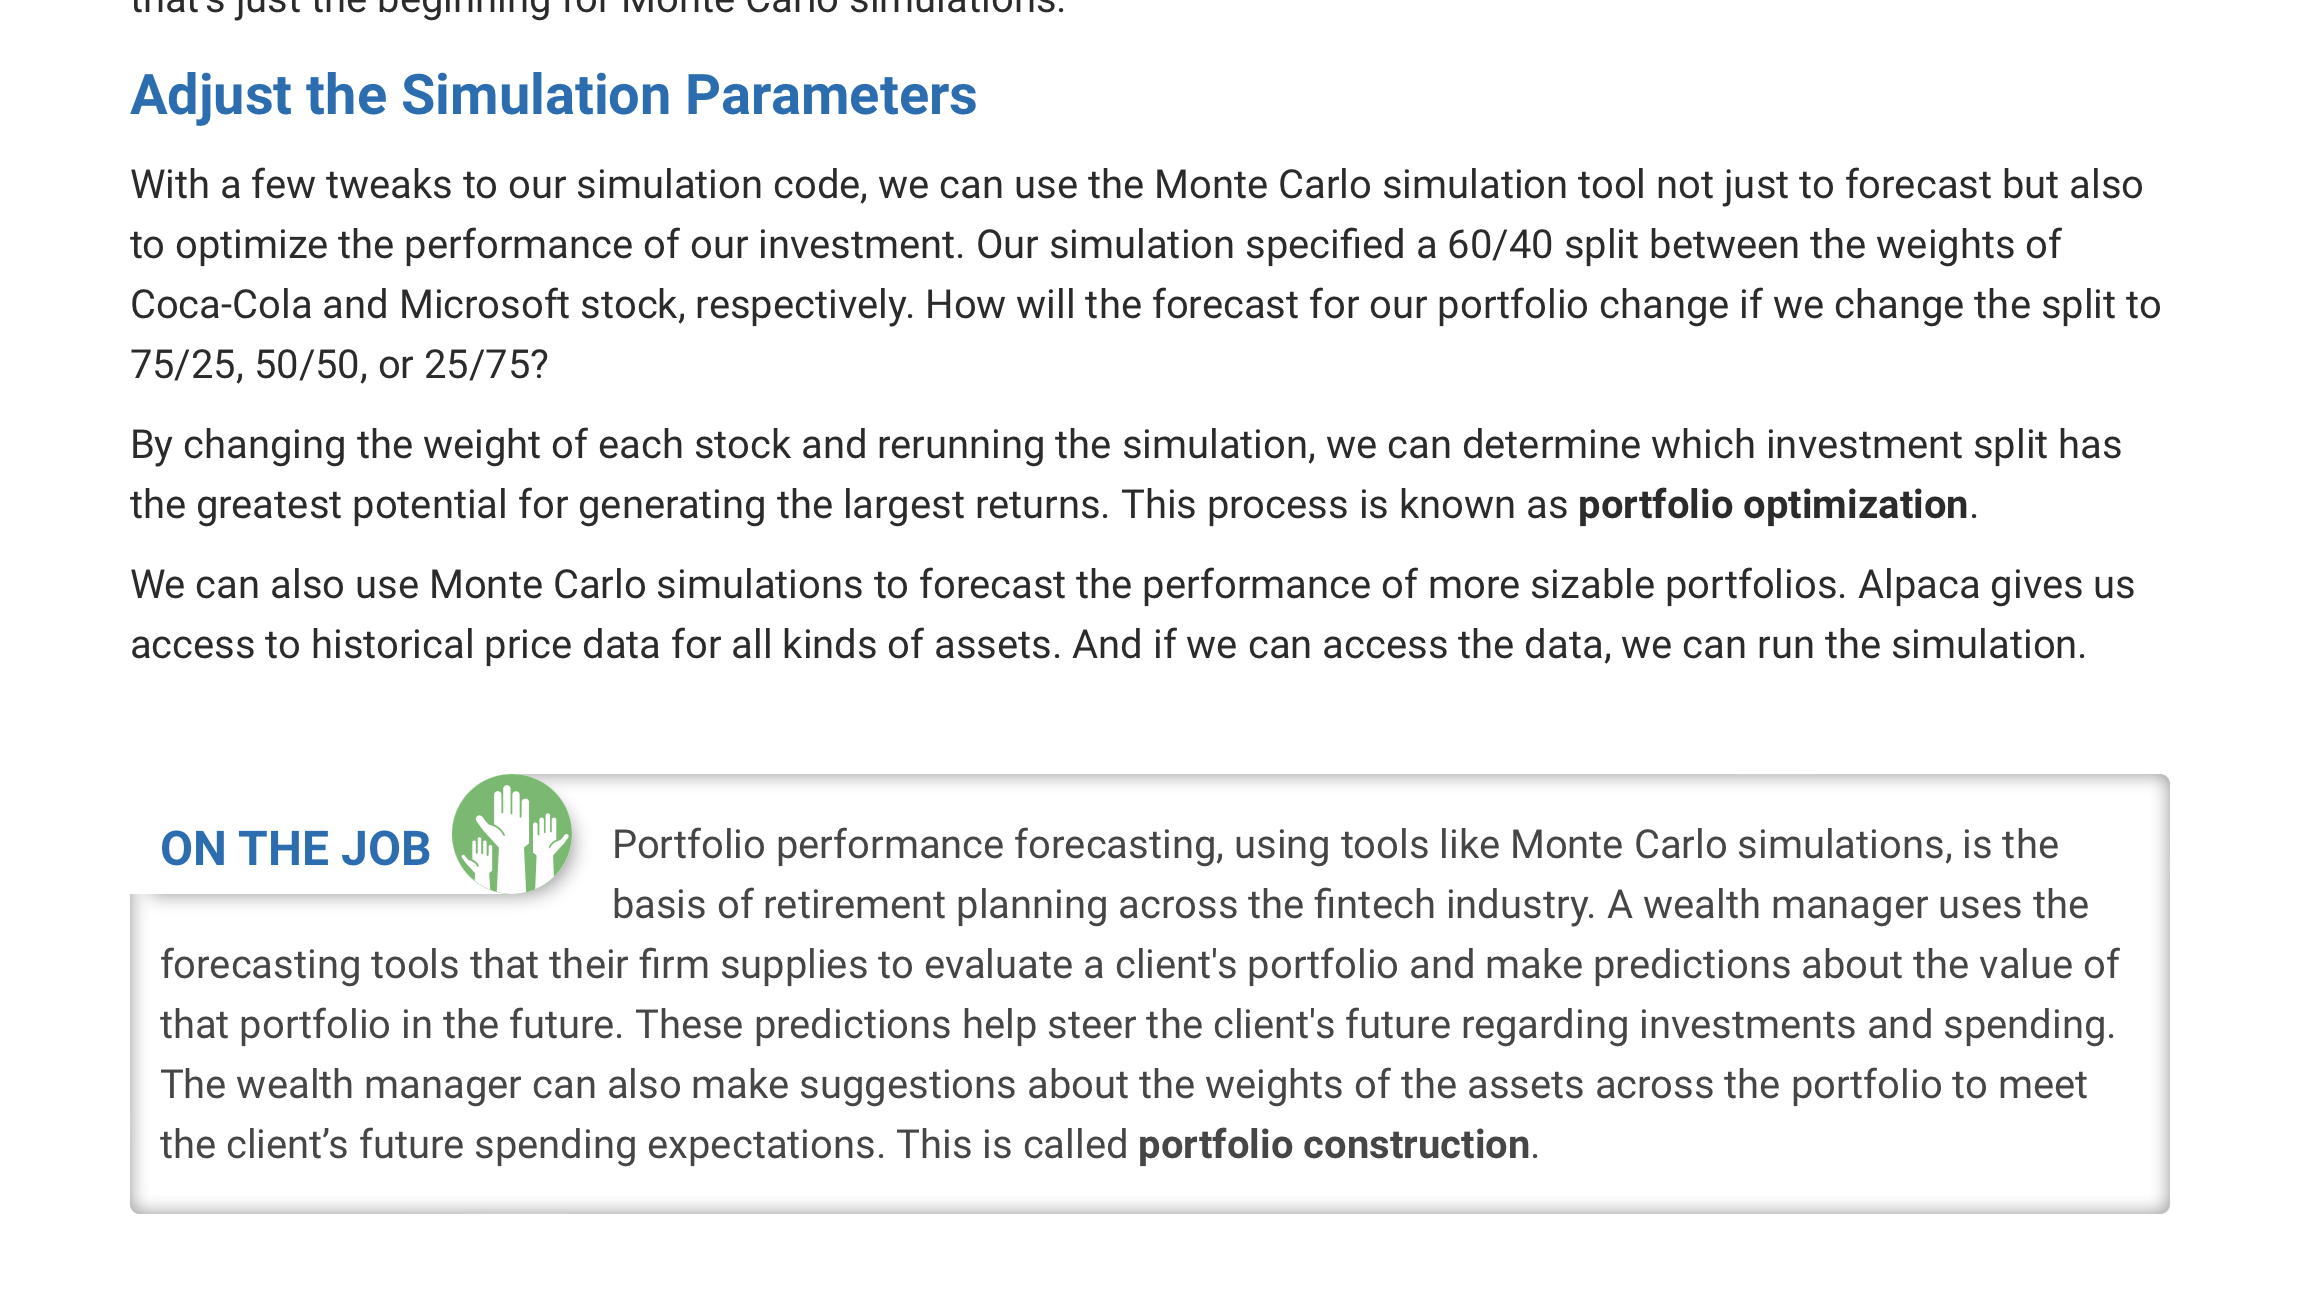 that's just the beginning for Monte Carlo simulations.
Adjust the Simulation Parameters
With a few tweaks to our simulation code, we can use the Monte Carlo simulation tool not just to forecast but also
to optimize the performance of our investment. Our simulation specified a 60/40 split between the weights of
Coca-Cola and Microsoft stock, respectively. How will the forecast for our portfolio change if we change the split to
75/25, 50/50, or 25/75?
By changing the weight of each stock and rerunning the simulation, we can determine which investment split has
the greatest potential for generating the largest returns. This process is known as portfolio optimization.
We can also use Monte Carlo simulations to forecast the performance of more sizable portfolios. Alpaca gives us
access to historical price data for all kinds of assets. And if we can access the data, we can run the simulation.
ON THE JOB
Portfolio performance forecasting, using tools like Monte Carlo simulations, is the
basis of retirement planning across the fintech industry. A wealth manager uses the
forecasting tools that their firm supplies to evaluate a client's portfolio and make predictions about the value of
that portfolio in the future. These predictions help steer the client's future regarding investments and spending.
The wealth manager can also make suggestions about the weights of the assets across the portfolio to meet
the client’s future spending expectations. This is called portfolio construction.